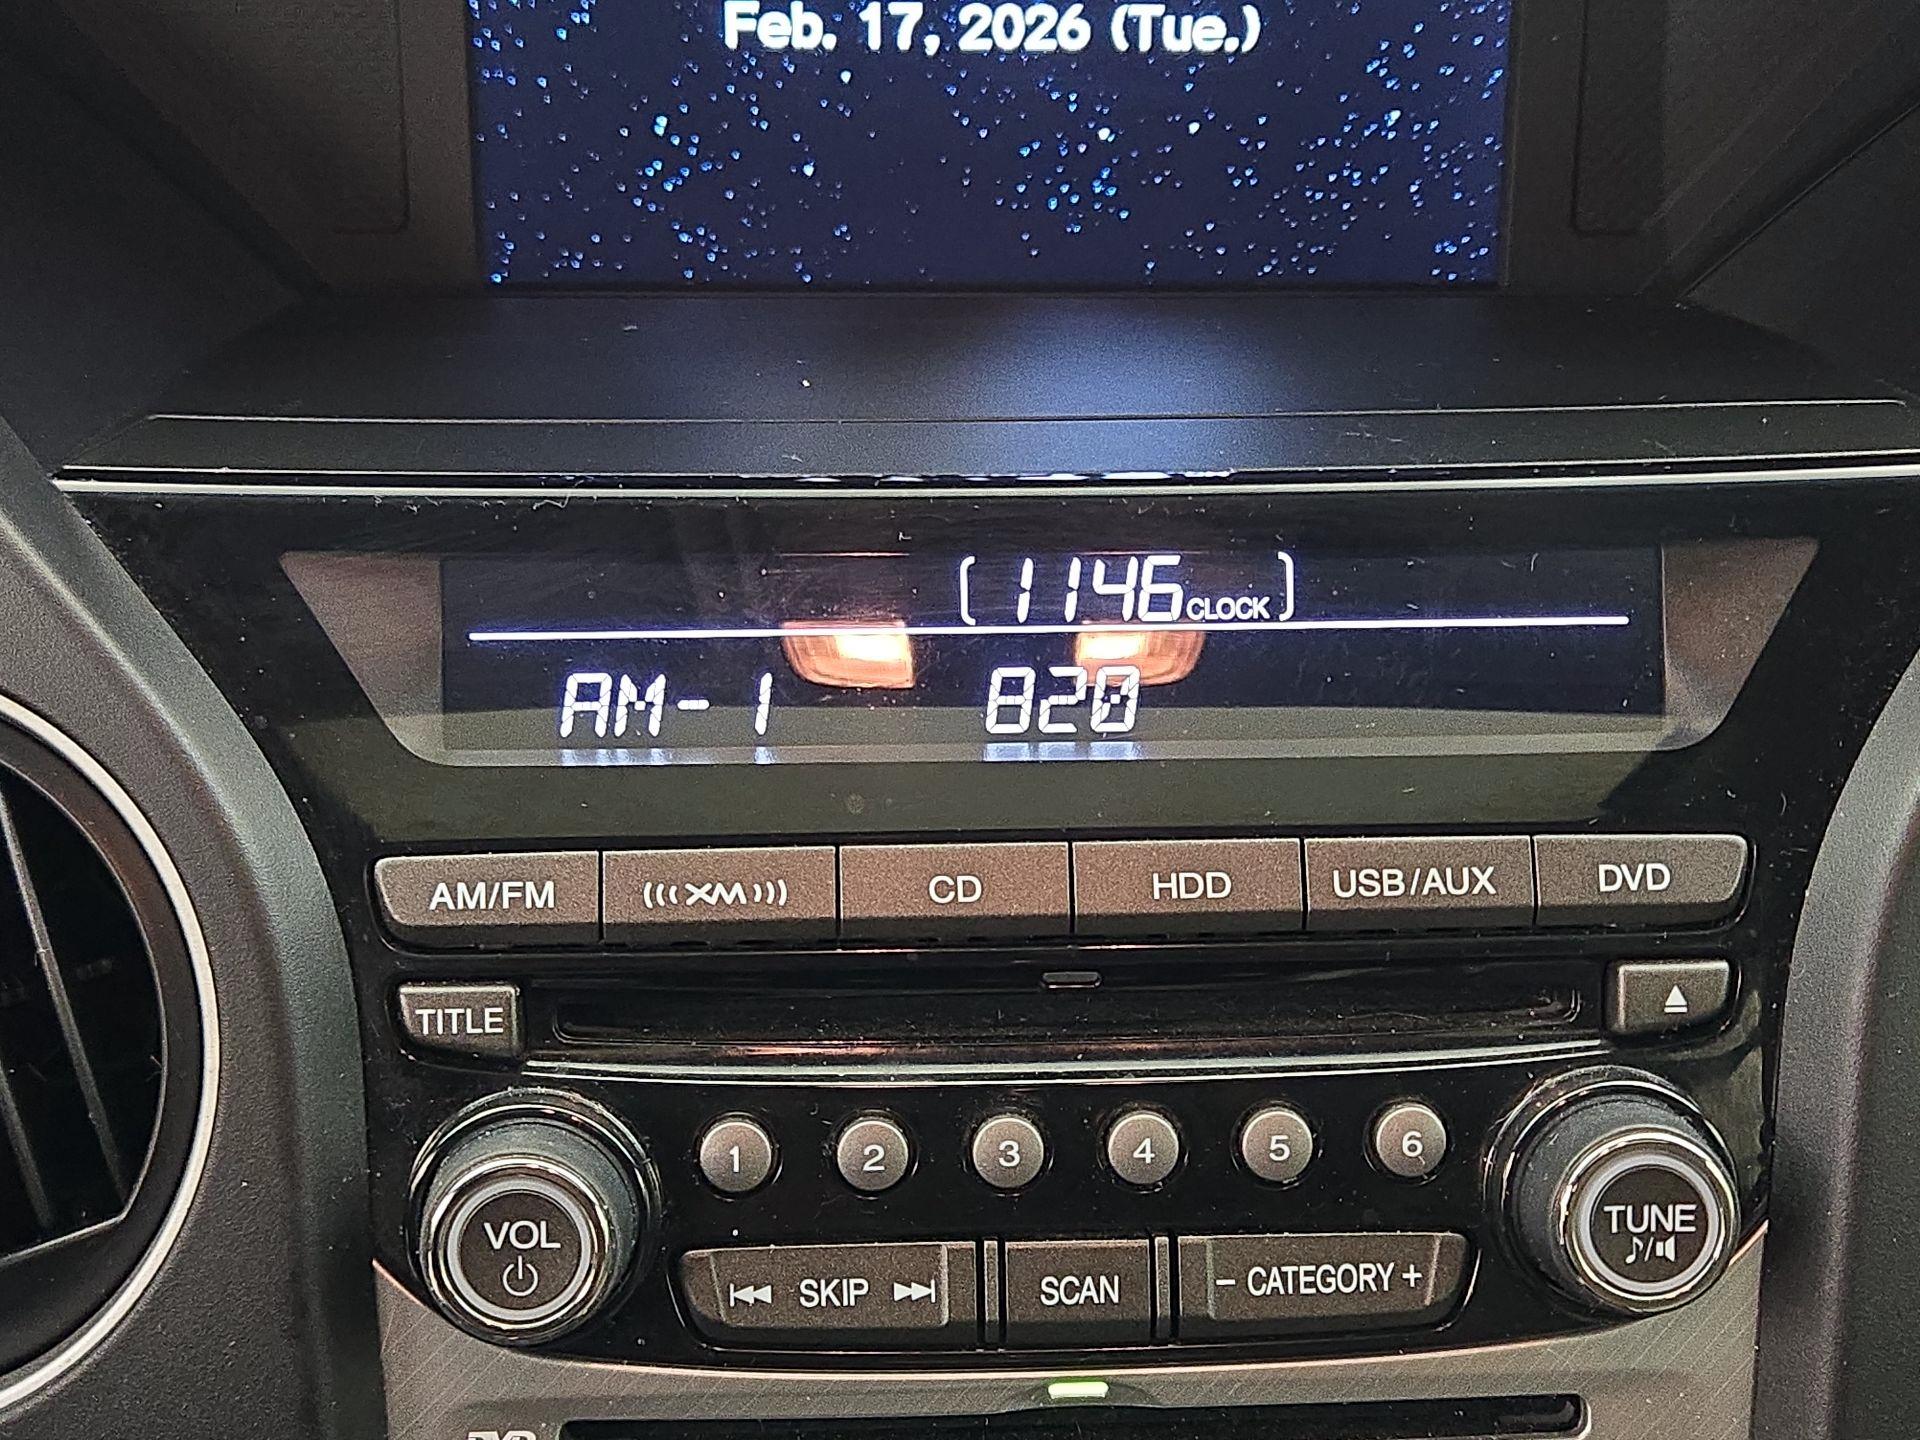 Feb. 17, 2026 (Tue.)
1146 CLOCK
AM-1 820
AM/FM XM CD HDD USB/AUX DVD
TITLE
1 2 3 4 5 6
VOL
TUNE
SKIP SCAN - CATEGORY +